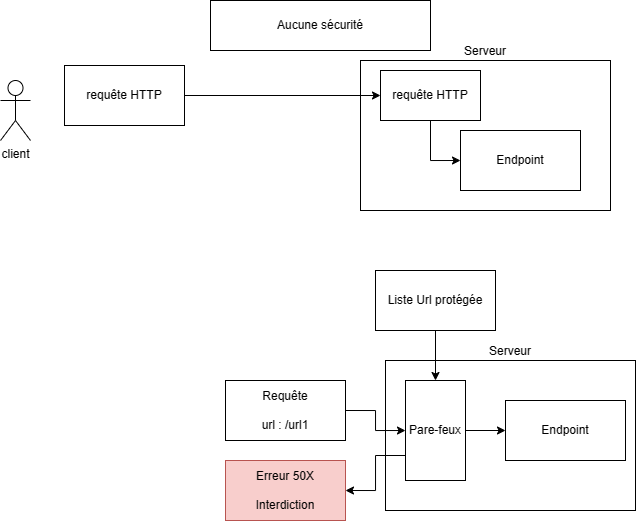 Aucune sécurité
Serveur
requête HTTP
requête HTTP
client
Endpoint
Liste Url protégée
Serveur
Requête
url : /url1
Pare-feux
Endpoint
Erreur 50X
Interdiction